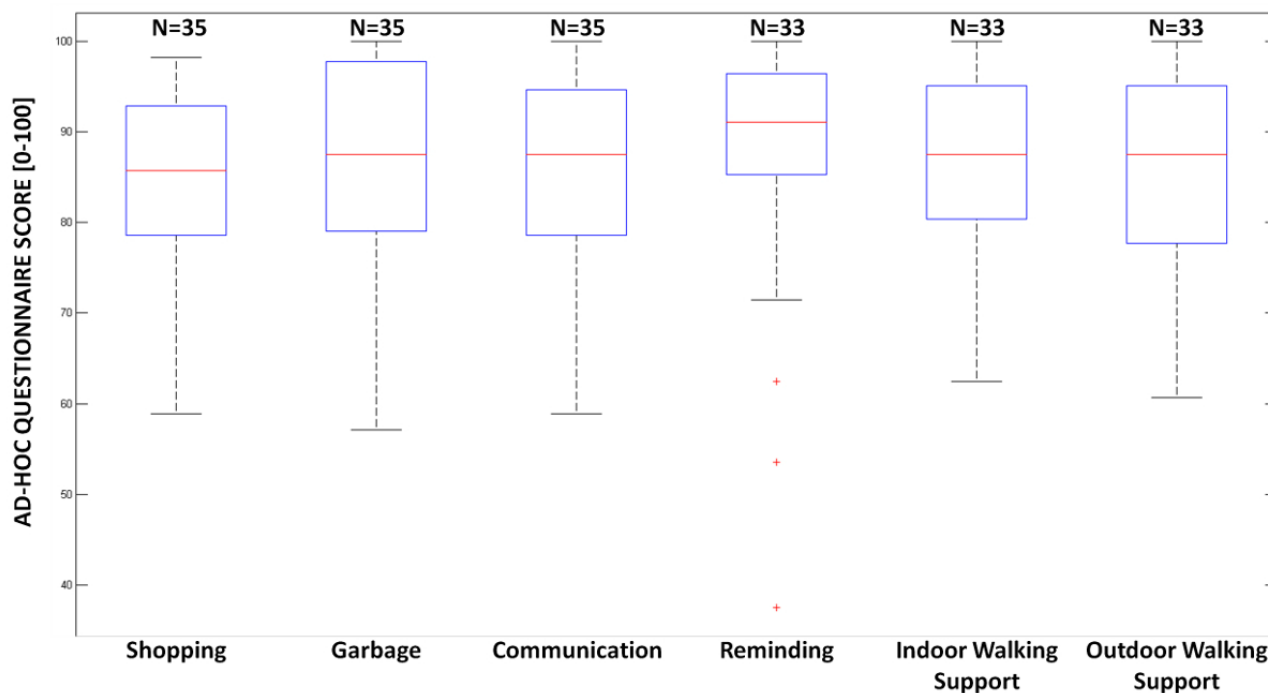 N=35 N=35 N=35 N=33 N=33 N=33
AD-HOC QUESTIONNAIRE SCORE [0-100]
100
90
80
70
60
50
40
Shopping Garbage Communication Reminding Indoor Walking Outdoor Walking
Support Support